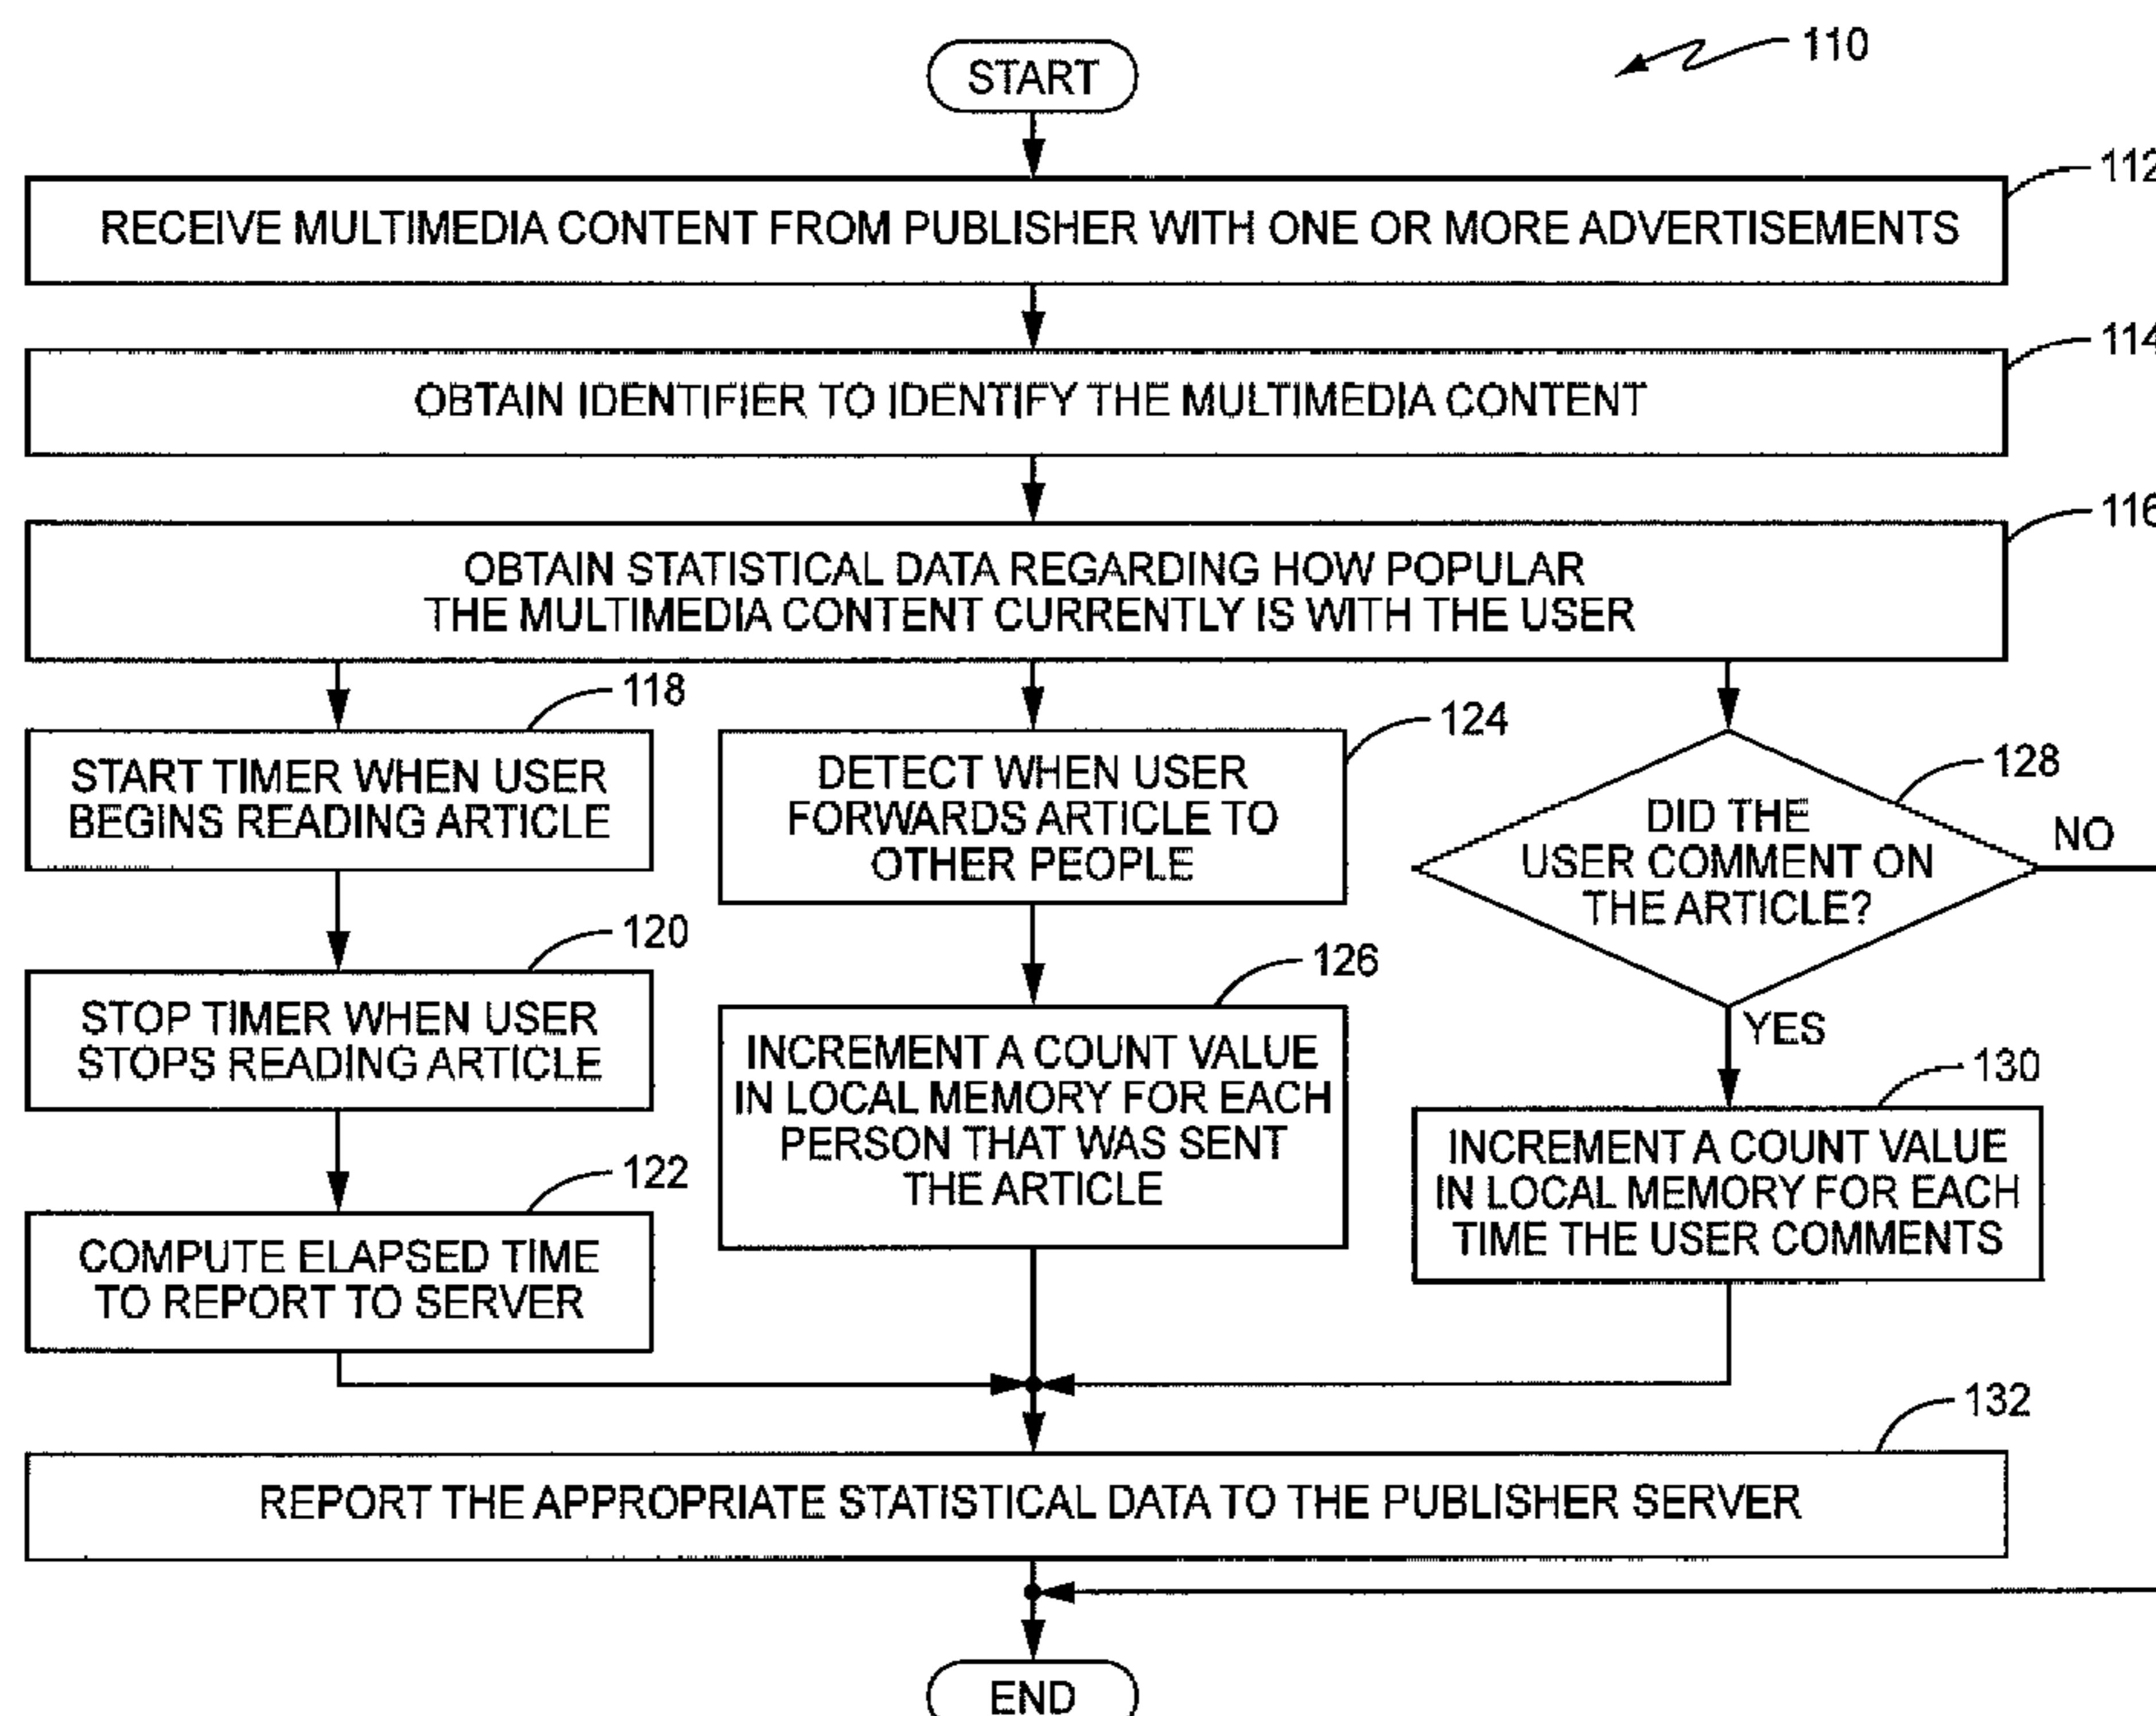 START
110
112
RECEIVE MULTIMEDIA CONTENT FROM PUBLISHER WITH ONE OR MORE ADVERTISEMENTS
114
OBTAIN IDENTIFIER TO IDENTIFY THE MULTIMEDIA CONTENT
116
OBTAIN STATISTICAL DATA REGARDING HOW POPULAR
THE MULTIMEDIA CONTENT CURRENTLY IS WITH THE USER
118
START TIMER WHEN USER
BEGINS READING ARTICLE
120
STOP TIMER WHEN USER
STOPS READING ARTICLE
122
COMPUTE ELAPSED TIME
TO REPORT TO SERVER
124
DETECT WHEN USER
FORWARDS ARTICLE TO
OTHER PEOPLE
126
INCREMENT A COUNT VALUE
IN LOCAL MEMORY FOR EACH
PERSON THAT WAS SENT
THE ARTICLE
128
DID THE
USER COMMENT ON
THE ARTICLE?
NO
YES
130
INCREMENT A COUNT VALUE
IN LOCAL MEMORY FOR EACH
TIME THE USER COMMENTS
132
REPORT THE APPROPRIATE STATISTICAL DATA TO THE PUBLISHER SERVER
END